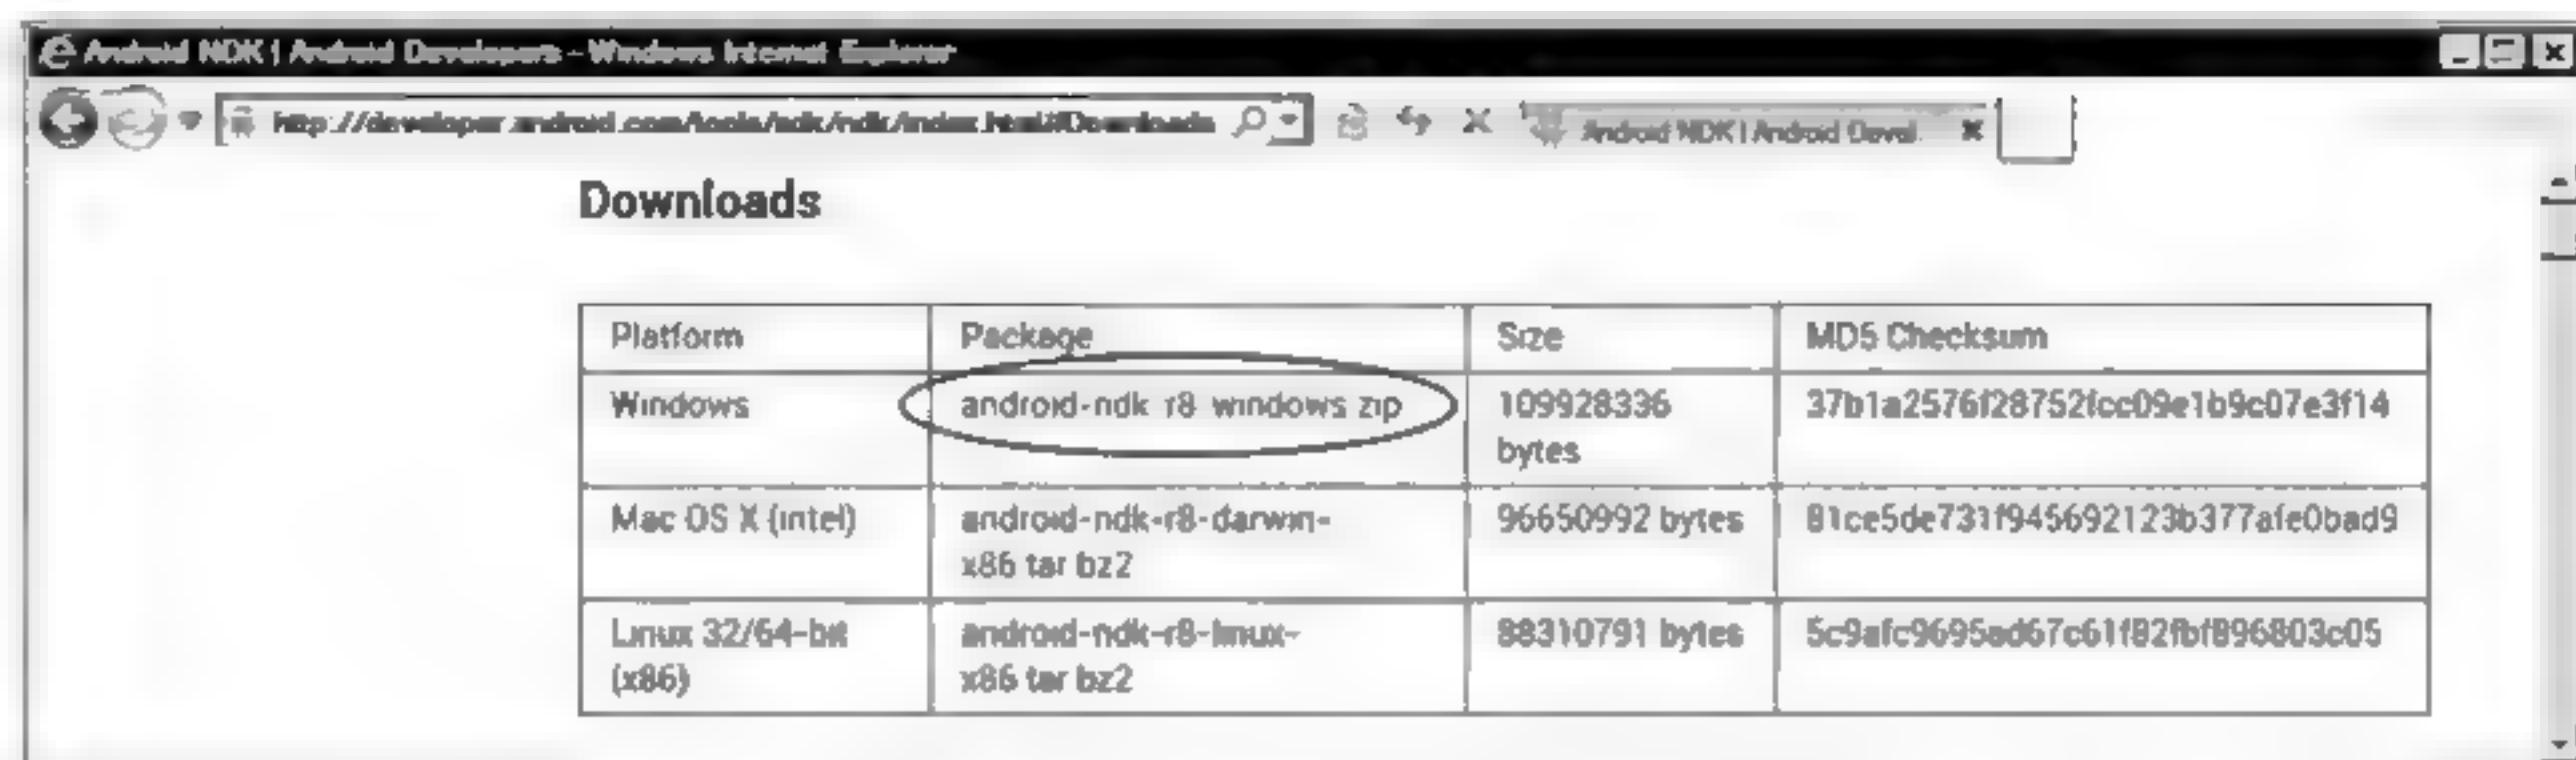 Android NDK | Android Developers - Windows Internet Explorer
http://developer.android.com/tools/sdk/ndk/index.html#Downloads
Android NDK | Android Devel
Downloads
Platform Package Size MD5 Checksum
Windows android-ndk r8 windows zip 109928336 37b1a2576f28752fcc09e1b9c07e3f14
bytes
Mac OS X (intel) android-ndk-r8-darwin- 96650992 bytes 81ce5de731f945692123b377afe0bad9
x86 tar bz2
Linux 32/64-bit android-ndk-r8-linux- 88310791 bytes 5c9afc9695ad67c61f82fbf896803c05
(x86) x86 tar bz2